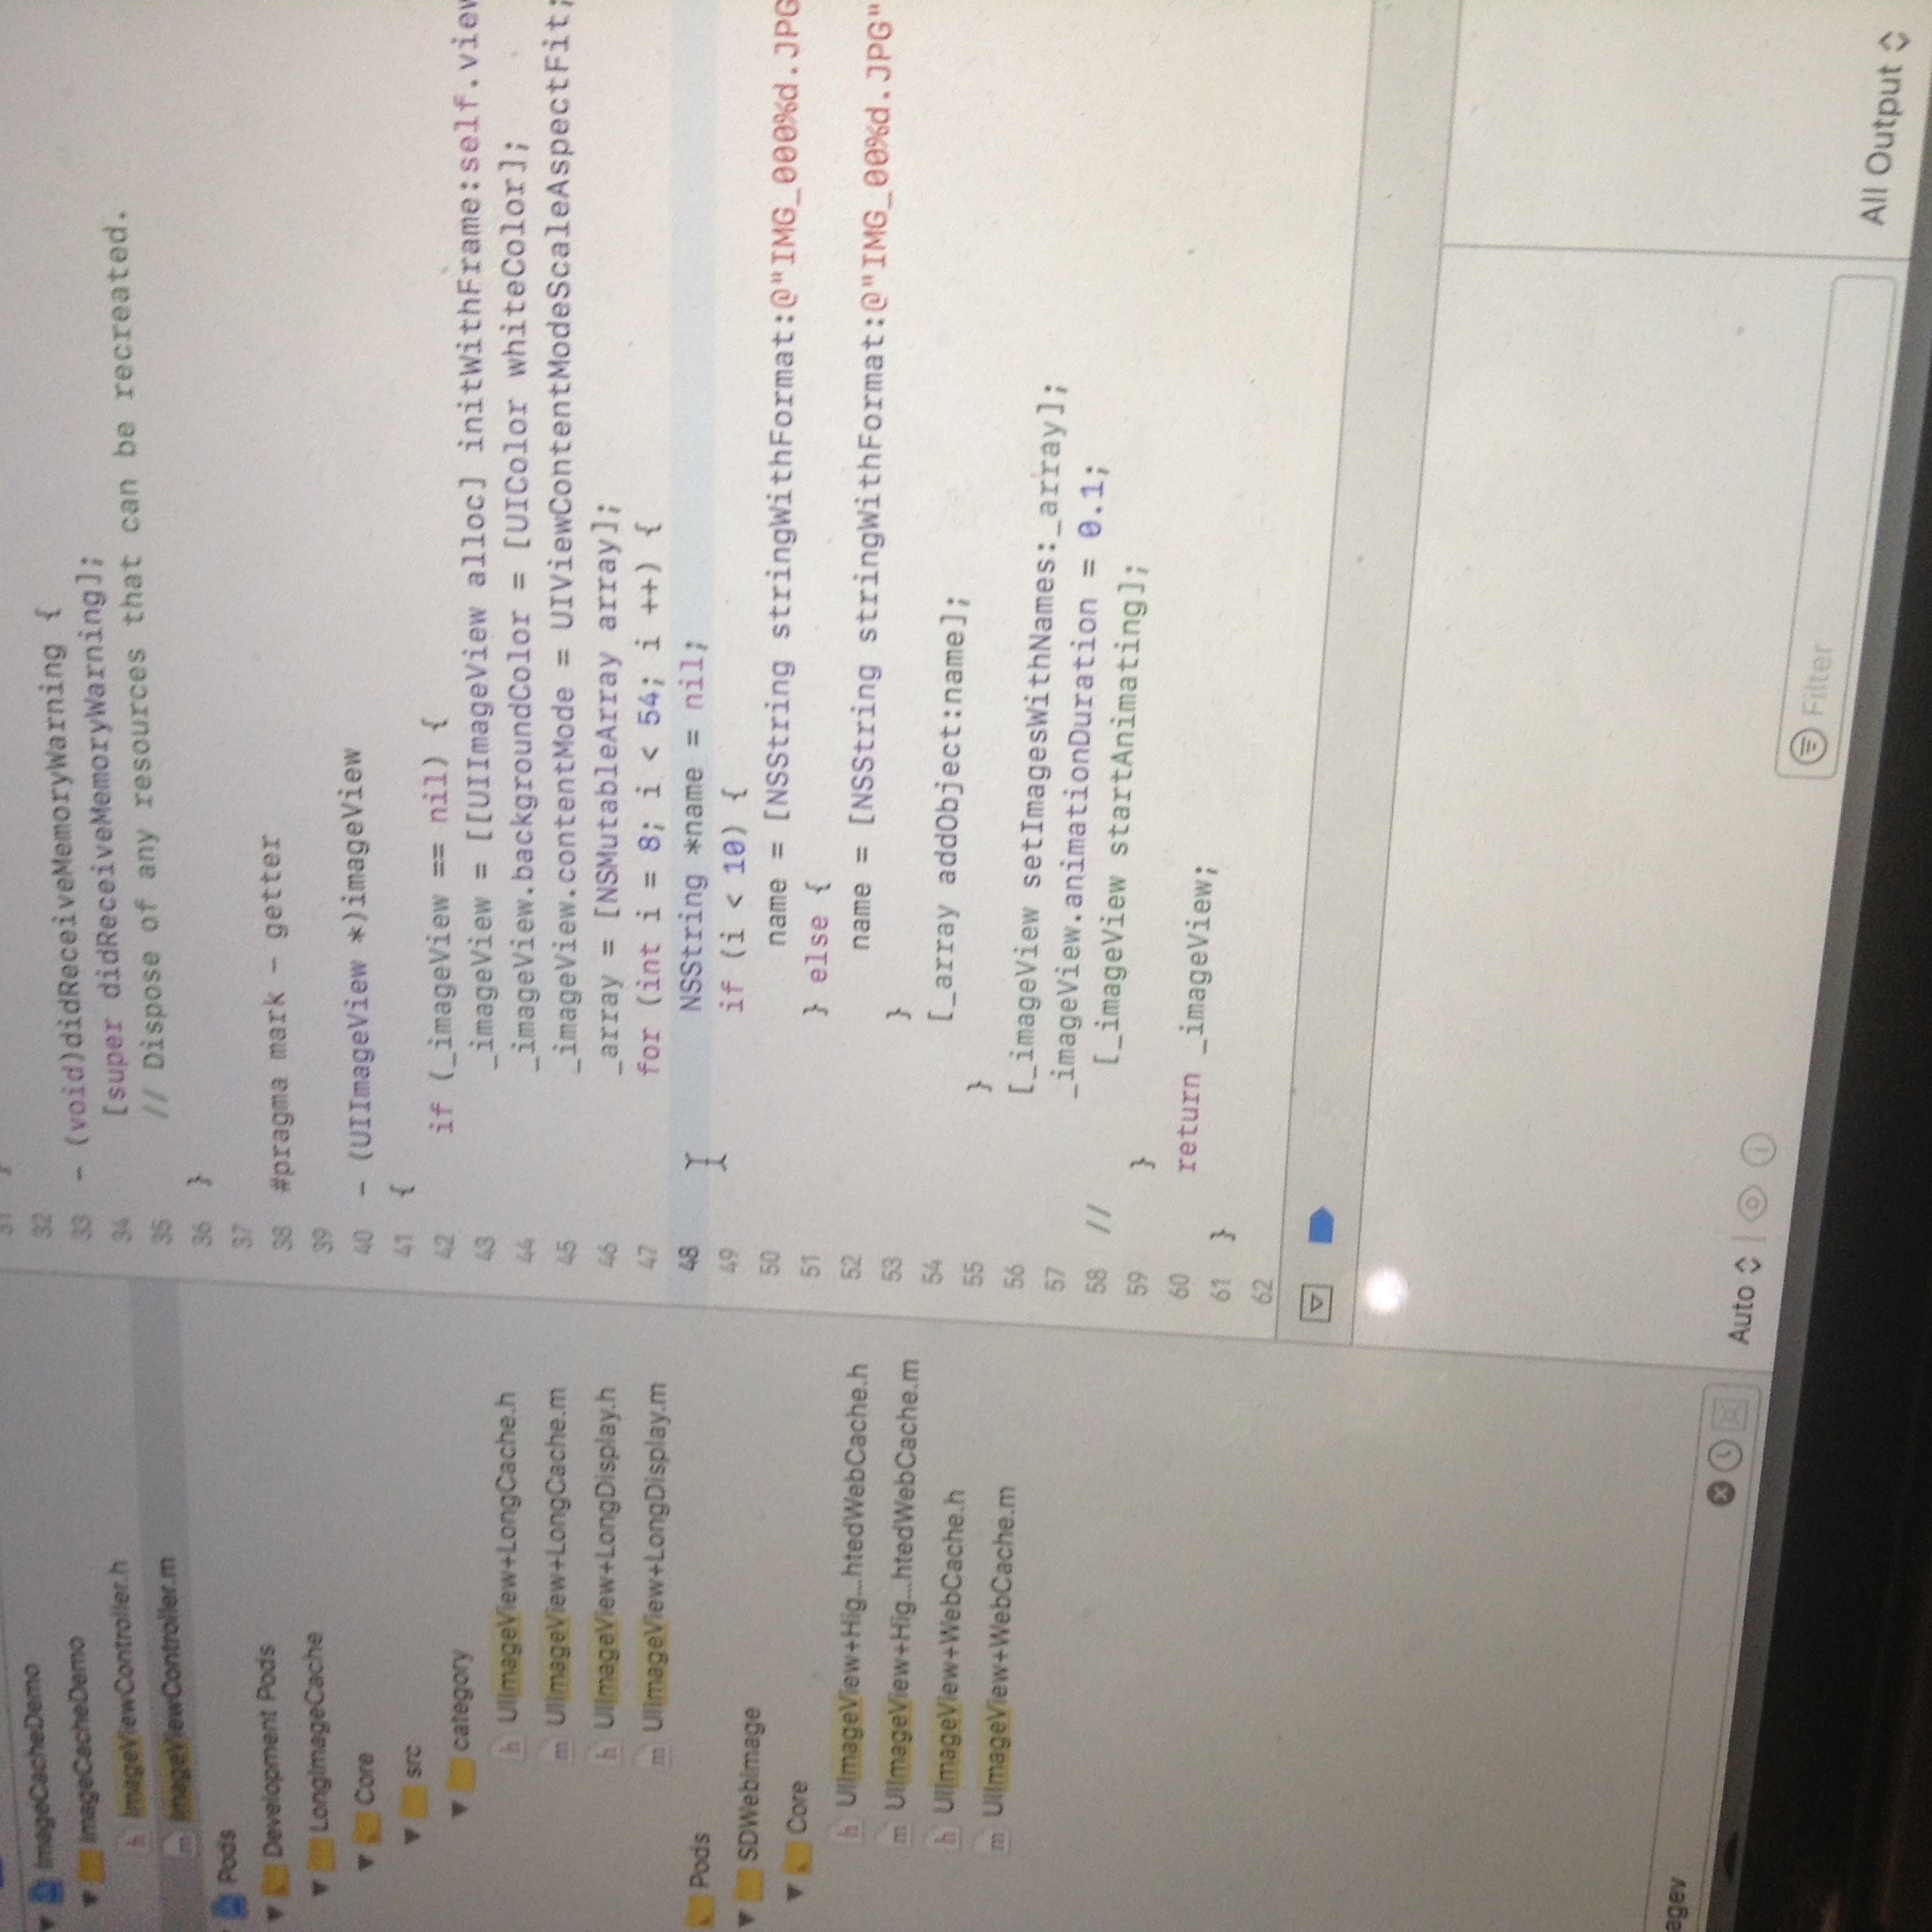 ImageCacheDemo
ImageCacheDemo
ImageViewController.h
ImageViewController.m
Pods
Development Pods
LongImageCache
Core
src
category
UIImageView+LongCache.h
UIImageView+LongCache.m
UIImageView+LongDisplay.h
UIImageView+LongDisplay.m
Pods
SDWebImage
Core
UIImageView+Hig...htedWebCache.h
UIImageView+Hig...htedWebCache.m
UIImageView+WebCache.h
UIImageView+WebCache.m
agev
31 }
32
33 - (void)didReceiveMemoryWarning {
34 [super didReceiveMemoryWarning];
35 // Dispose of any resources that can be recreated.
36 }
37
38 #pragma mark - getter
39
40 - (UIImageView *)imageView
41 {
42 if (_imageView == nil) {
43 _imageView = [[UIImageView alloc] initWithFrame:self.view
44 _imageView.backgroundColor = [UIColor whiteColor];
45 _imageView.contentMode = UIViewContentModeScaleAspectFit;
46 _array = [NSMutableArray array];
47 for (int i = 8; i < 54; i ++) {
48 NSString *name = nil;
49 if (i < 10) {
50 name = [NSString stringWithFormat:@"IMG_000%d.JPG
51 } else {
52 name = [NSString stringWithFormat:@"IMG_00%d.JPG"
53 }
54 [_array addObject:name];
55 }
56 [_imageView setImagesWithNames:_array];
57 _imageView.animationDuration = 0.1;
58 // [_imageView startAnimating];
59 }
60 return _imageView;
61 }
62
Auto
Filter
All Output